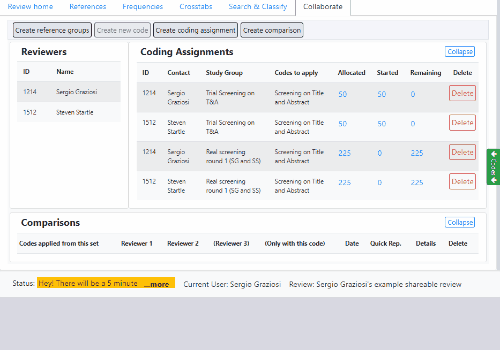 Review home References Frequencies Crosstabs Search & Classify Collaborate
Create reference groups Create new code Create coding assignment Create comparison
Reviewers
ID Name
1214 Sergio Graziosi
1512 Steven Startle
Coding Assignments Collapse
ID Contact Study Group Codes to apply Allocated Started Remaining Delete
1214 Sergio Graziosi Trial Screening on T&A Screening on Title and Abstract 50 50 0 Delete
1512 Steven Startle Trial Screening on T&A Screening on Title and Abstract 50 50 0 Delete
1214 Sergio Graziosi Real screening round 1 (SG and SS) Screening on Title and Abstract 225 0 225 Delete
1512 Steven Startle Real screening round 1 (SG and SS) Screening on Title and Abstract 225 0 225 Delete
Codes
Comparisons Collapse
Codes applied from this set Reviewer 1 Reviewer 2 (Reviewer 3) (Only with this code) Date Quick Rep. Details Delete
Status: Hey! There will be a 5 minute ...more Current User: Sergio Graziosi Review: Sergio Graziosi's example shareable review